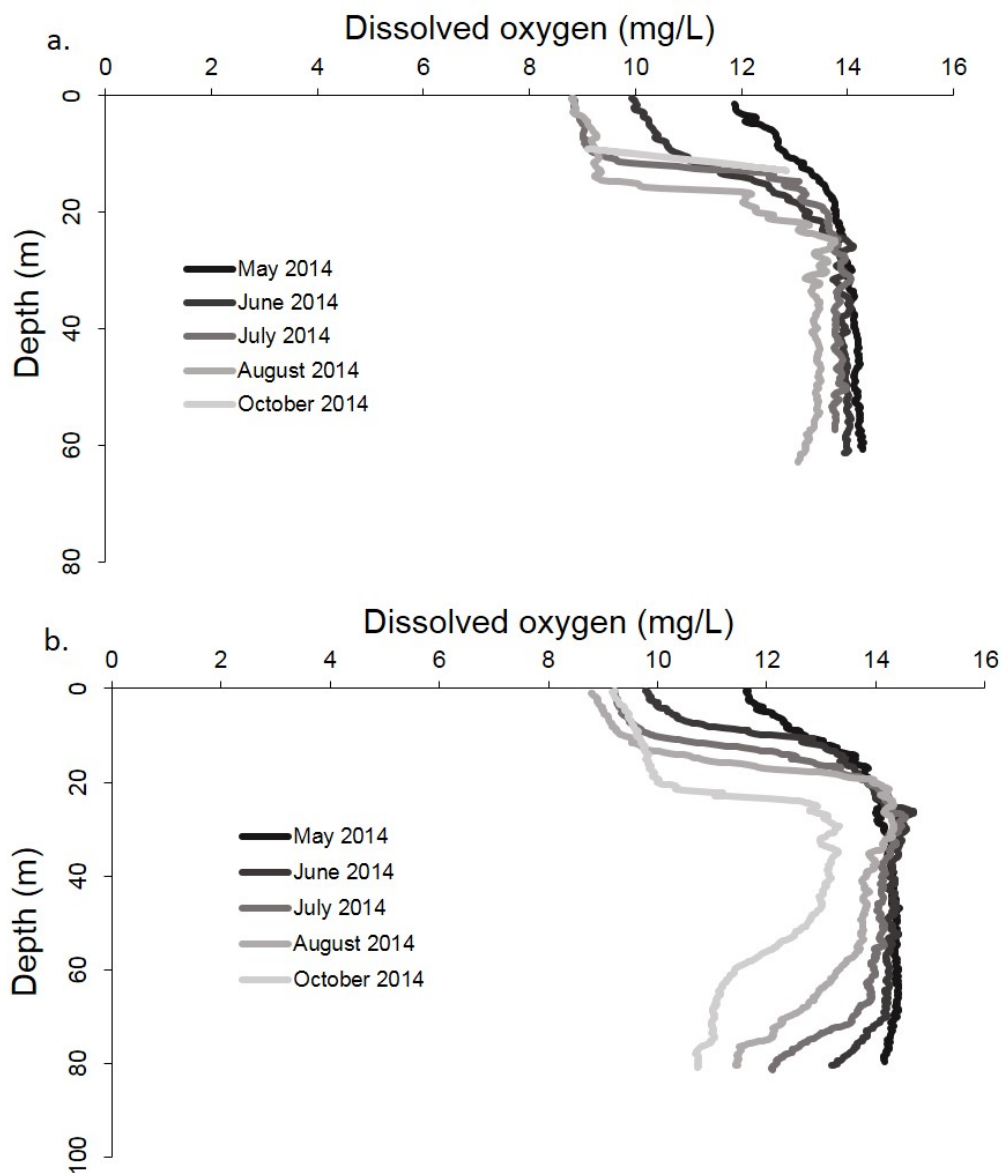 Dissolved oxygen (mg/L)
a.
0 2 4 6 8 10 12 14 16
0
20
40
60
80
Depth (m)
May 2014
June 2014
July 2014
August 2014
October 2014
Dissolved oxygen (mg/L)
b.
0 2 4 6 8 10 12 14 16
0
20
40
60
80
100
Depth (m)
May 2014
June 2014
July 2014
August 2014
October 2014